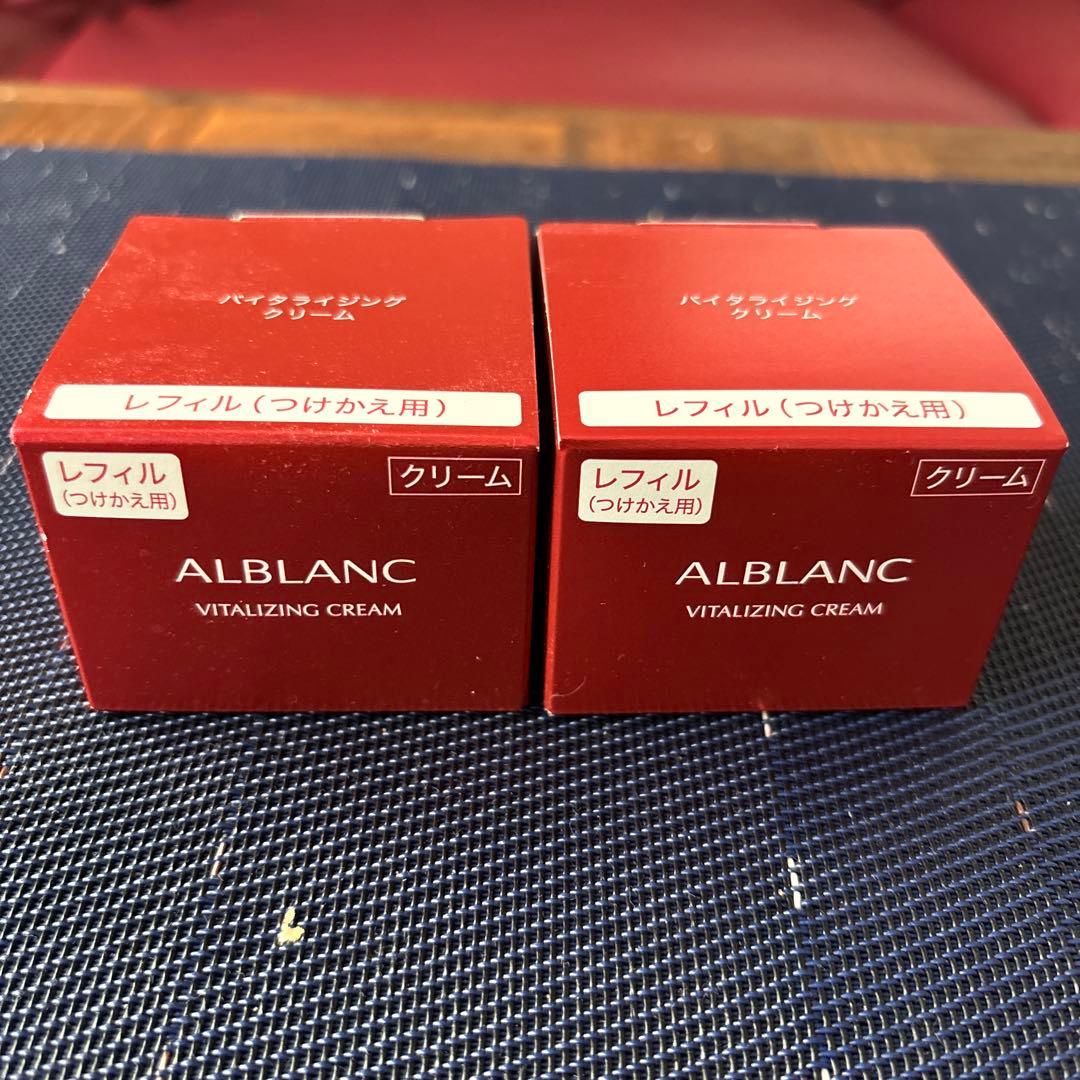 バイタライジング
クリーム
レフィル(つけかえ用)
レフィル
(つけかえ用)
クリーム
ALBLANC
VITALIZING CREAM
バイタライジング
クリーム
レフィル(つけかえ用)
レフィル
(つけかえ用)
クリーム
ALBLANC
VITALIZING CREAM